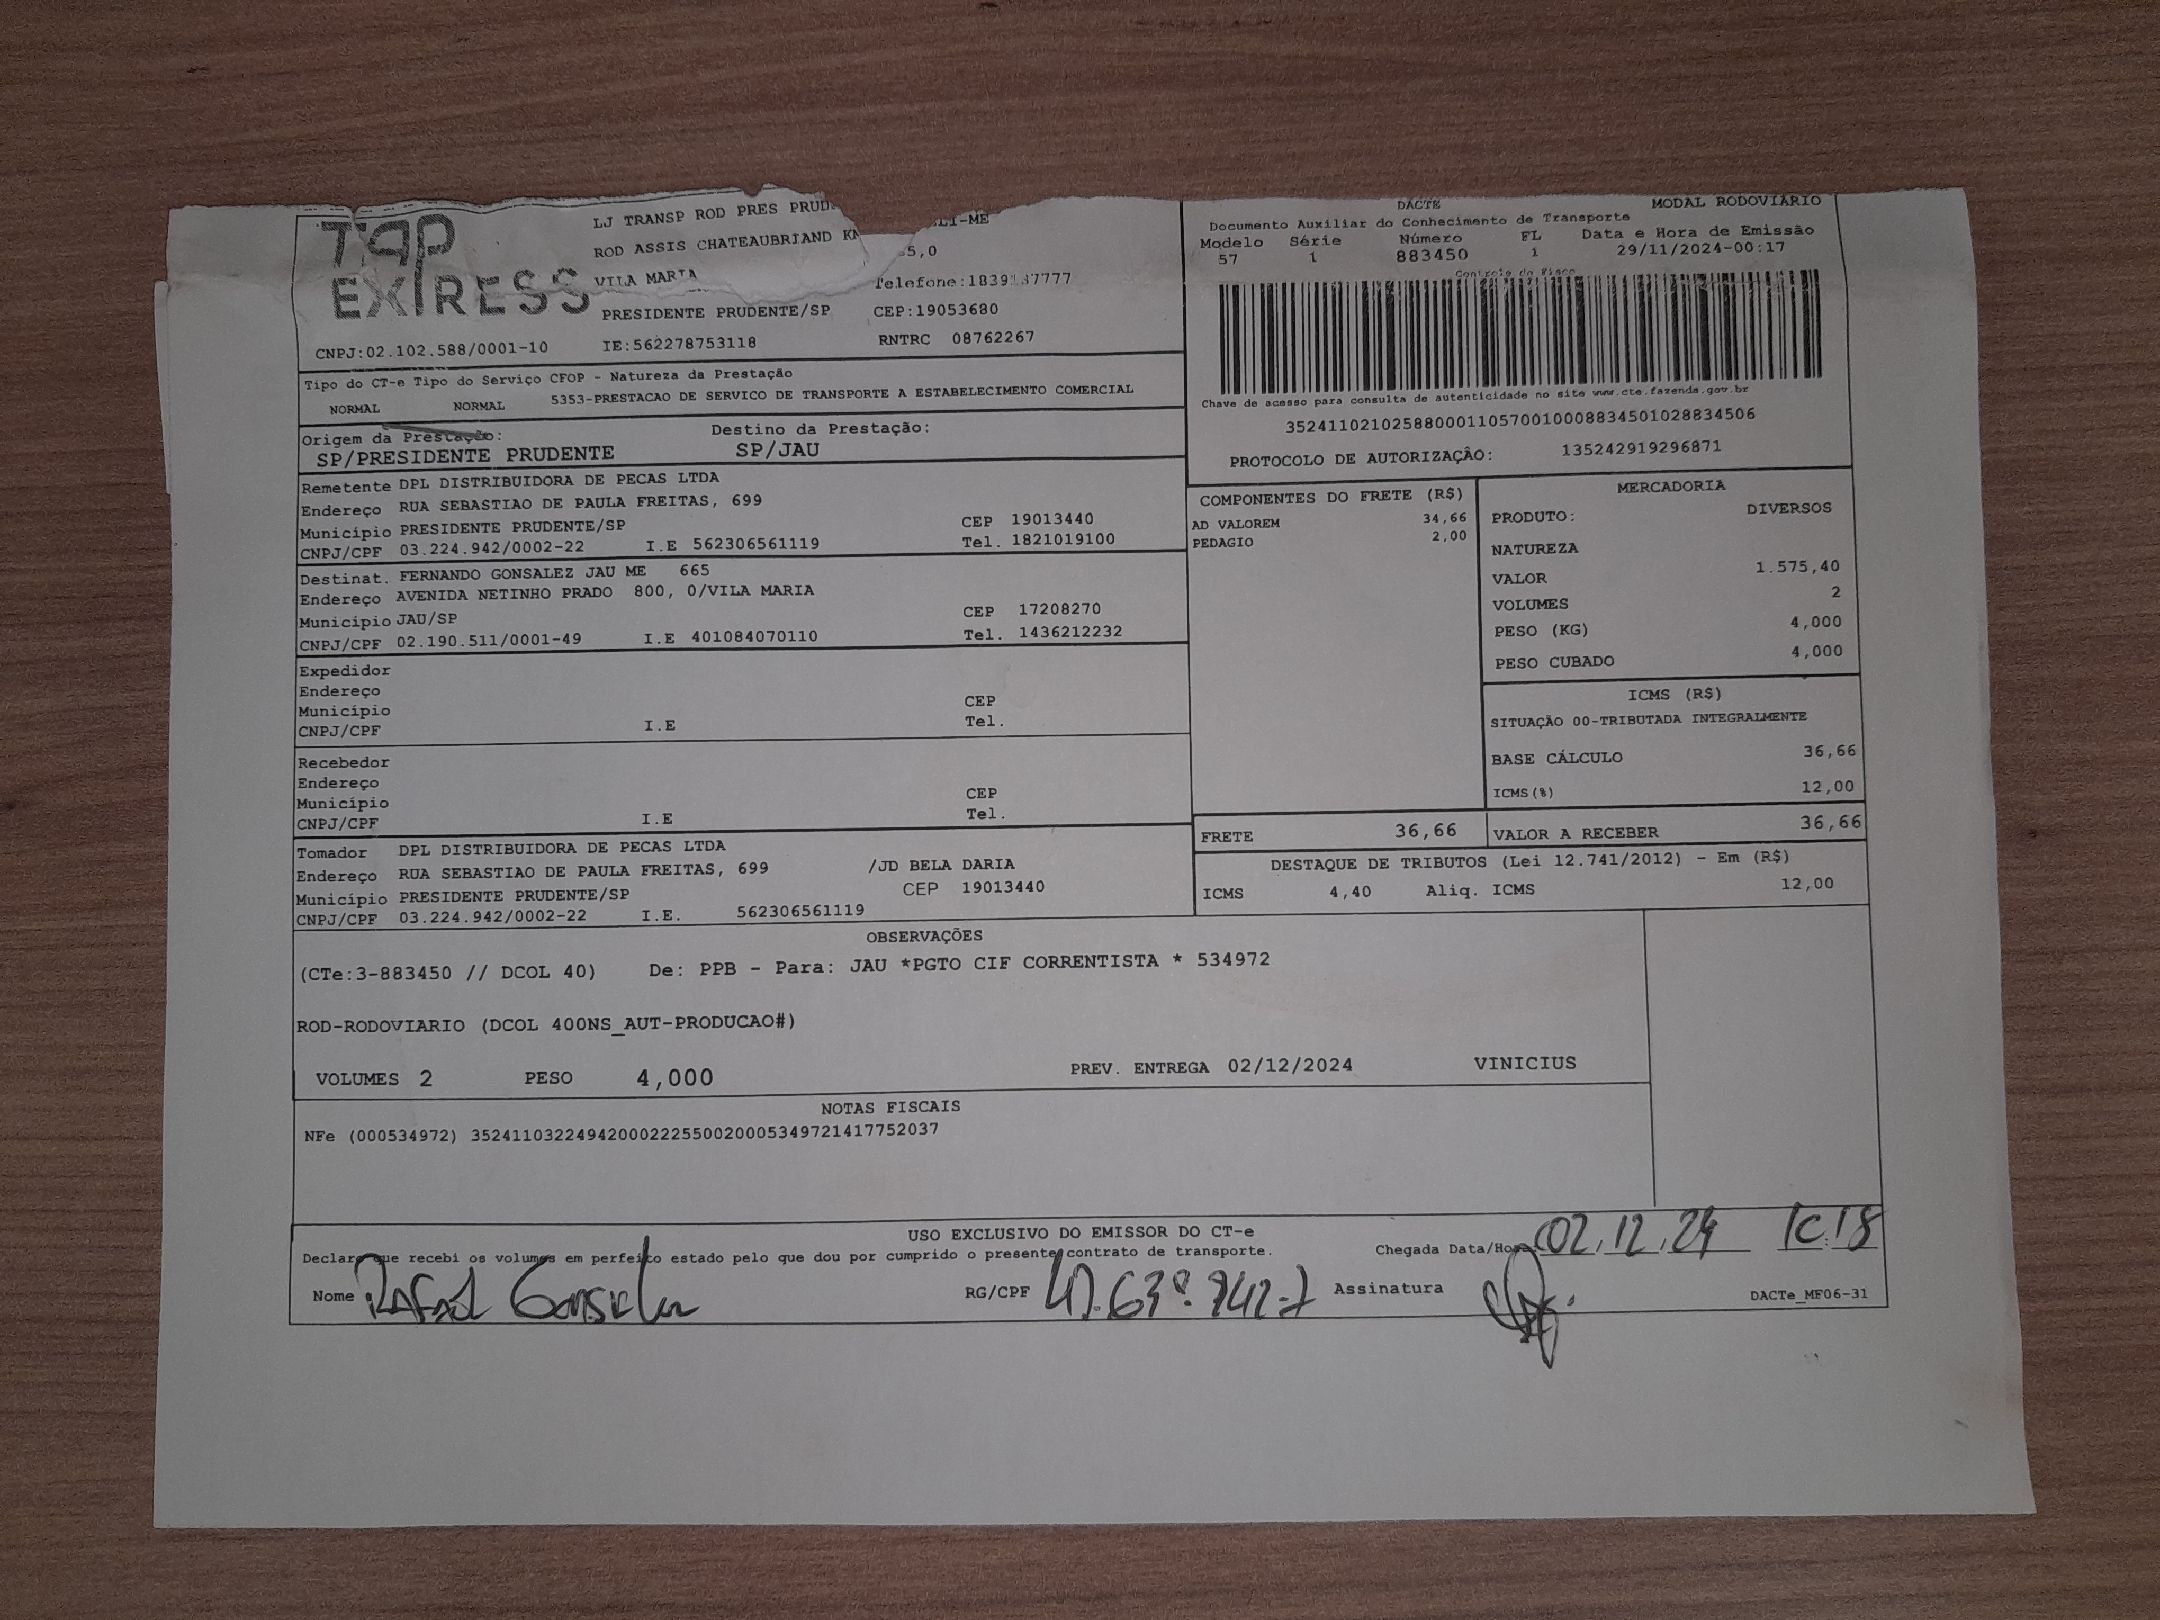 TAP
EXPRESS
LJ TRANSP ROD PRES PRUD
LI-ME
ROD ASSIS CHATEAUBRIAND
5,0
VILA MARIA
Telefone:
PRESIDENTE PRUDENTE/SP CEP:19053680
CNPJ:02.102.588/0001-10 IE:562278753118 RNTRC 08762267
DACTE MODAL RODOVIÁRIO
Documento Auxiliar do Conhecimento de Transporte
Modelo Série Número FL Data e Hora de Emissão
57 1 883450 1 29/11/2024-00:17
Controle do Fisco
Chave de acesso para consulta de autenticidade no site www.cte.fazenda.gov.br
35241102102588000110570010008834501028834506
PROTOCOLO DE AUTORIZAÇÃO: 135242919296871
Tipo do CT-e Tipo do Serviço CFOP - Natureza da Prestação
NORMAL NORMAL 5353-PRESTACAO DE SERVICO DE TRANSPORTE A ESTABELECIMENTO COMERCIAL
Origem da Prestação: Destino da Prestação:
SP/PRESIDENTE PRUDENTE SP/JAU
Remetente DPL DISTRIBUIDORA DE PECAS LTDA
Endereço RUA SEBASTIAO DE PAULA FREITAS, 699
Município PRESIDENTE PRUDENTE/SP CEP 19013440
CNPJ/CPF 03.224.942/0002-22 I.E 562306561119 Tel. 1821019100
Destinat. FERNANDO GONSALEZ JAU ME 665
Endereço AVENIDA NETINHO PRADO 800, 0/VILA MARIA
Município JAU/SP CEP 17208270
CNPJ/CPF 02.190.511/0001-49 I.E 401084070110 Tel. 1436212232
Expedidor
Endereço
Município CEP
CNPJ/CPF I.E Tel.
Recebedor
Endereço
Município CEP
CNPJ/CPF I.E Tel.
Tomador DPL DISTRIBUIDORA DE PECAS LTDA
Endereço RUA SEBASTIAO DE PAULA FREITAS, 699 /JD BELA DARIA
Município PRESIDENTE PRUDENTE/SP CEP 19013440
CNPJ/CPF 03.224.942/0002-22 I.E. 562306561119
COMPONENTES DO FRETE (R$)
AD VALOREM 34,66
PEDAGIO 2,00
MERCADORIA
PRODUTO: DIVERSOS
NATUREZA
VALOR 1.575,40
VOLUMES 2
PESO (KG) 4,000
PESO CUBADO 4,000
ICMS (R$)
SITUAÇÃO 00-TRIBUTADA INTEGRALMENTE
BASE CÁLCULO 36,66
ICMS(%) 12,00
FRETE 36,66 VALOR A RECEBER 36,66
DESTAQUE DE TRIBUTOS (Lei 12.741/2012) - Em (R$)
ICMS 4,40 Aliq. ICMS 12,00
OBSERVAÇÕES
(CTe:3-883450 // DCOL 40) De: PPB - Para: JAU *PGTO CIF CORRENTISTA * 534972
ROD-RODOVIARIO (DCOL 400NS_AUT-PRODUCAO#)
VOLUMES 2 PESO 4,000 PREV. ENTREGA 02/12/2024 VINICIUS
NOTAS FISCAIS
NFe (000534972) 35241103224942000222550020005349721417752037
USO EXCLUSIVO DO EMISSOR DO CT-e
Declaro que recebi os volumes em perfeito estado pelo que dou por cumprido o presente contrato de transporte. Chegada Data/Hora 02.12.24
Nome Rafael RG/CPF Assinatura
DACTe_MF06-31